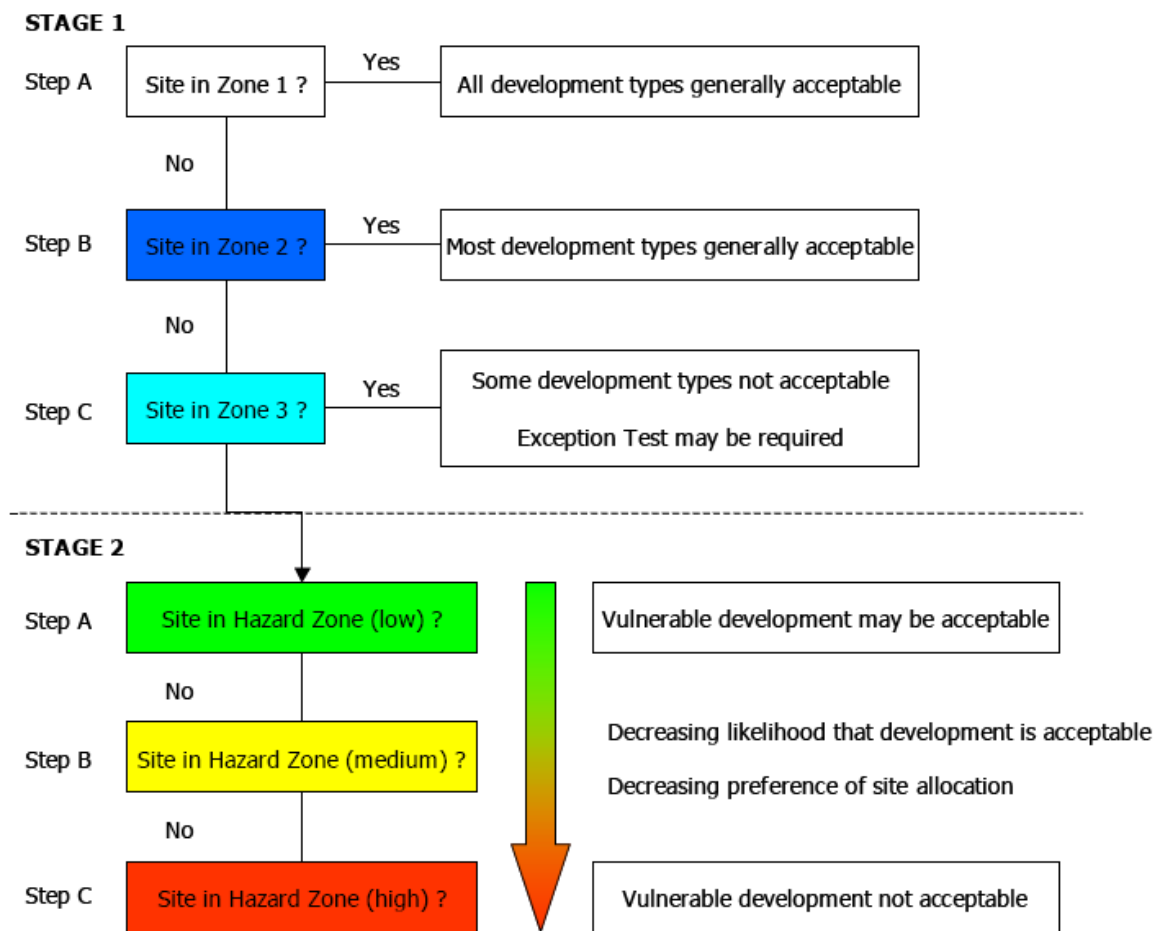 STAGE 1
Step A
Site in Zone 1 ?
Yes
All development types generally acceptable
No
Step B
Site in Zone 2 ?
Yes
Most development types generally acceptable
No
Step C
Site in Zone 3 ?
Yes
Some development types not acceptable
Exception Test may be required
STAGE 2
Step A
Site in Hazard Zone (low) ?
Vulnerable development may be acceptable
No
Step B
Site in Hazard Zone (medium) ?
Decreasing likelihood that development is acceptable
Decreasing preference of site allocation
No
Step C
Site in Hazard Zone (high) ?
Vulnerable development not acceptable